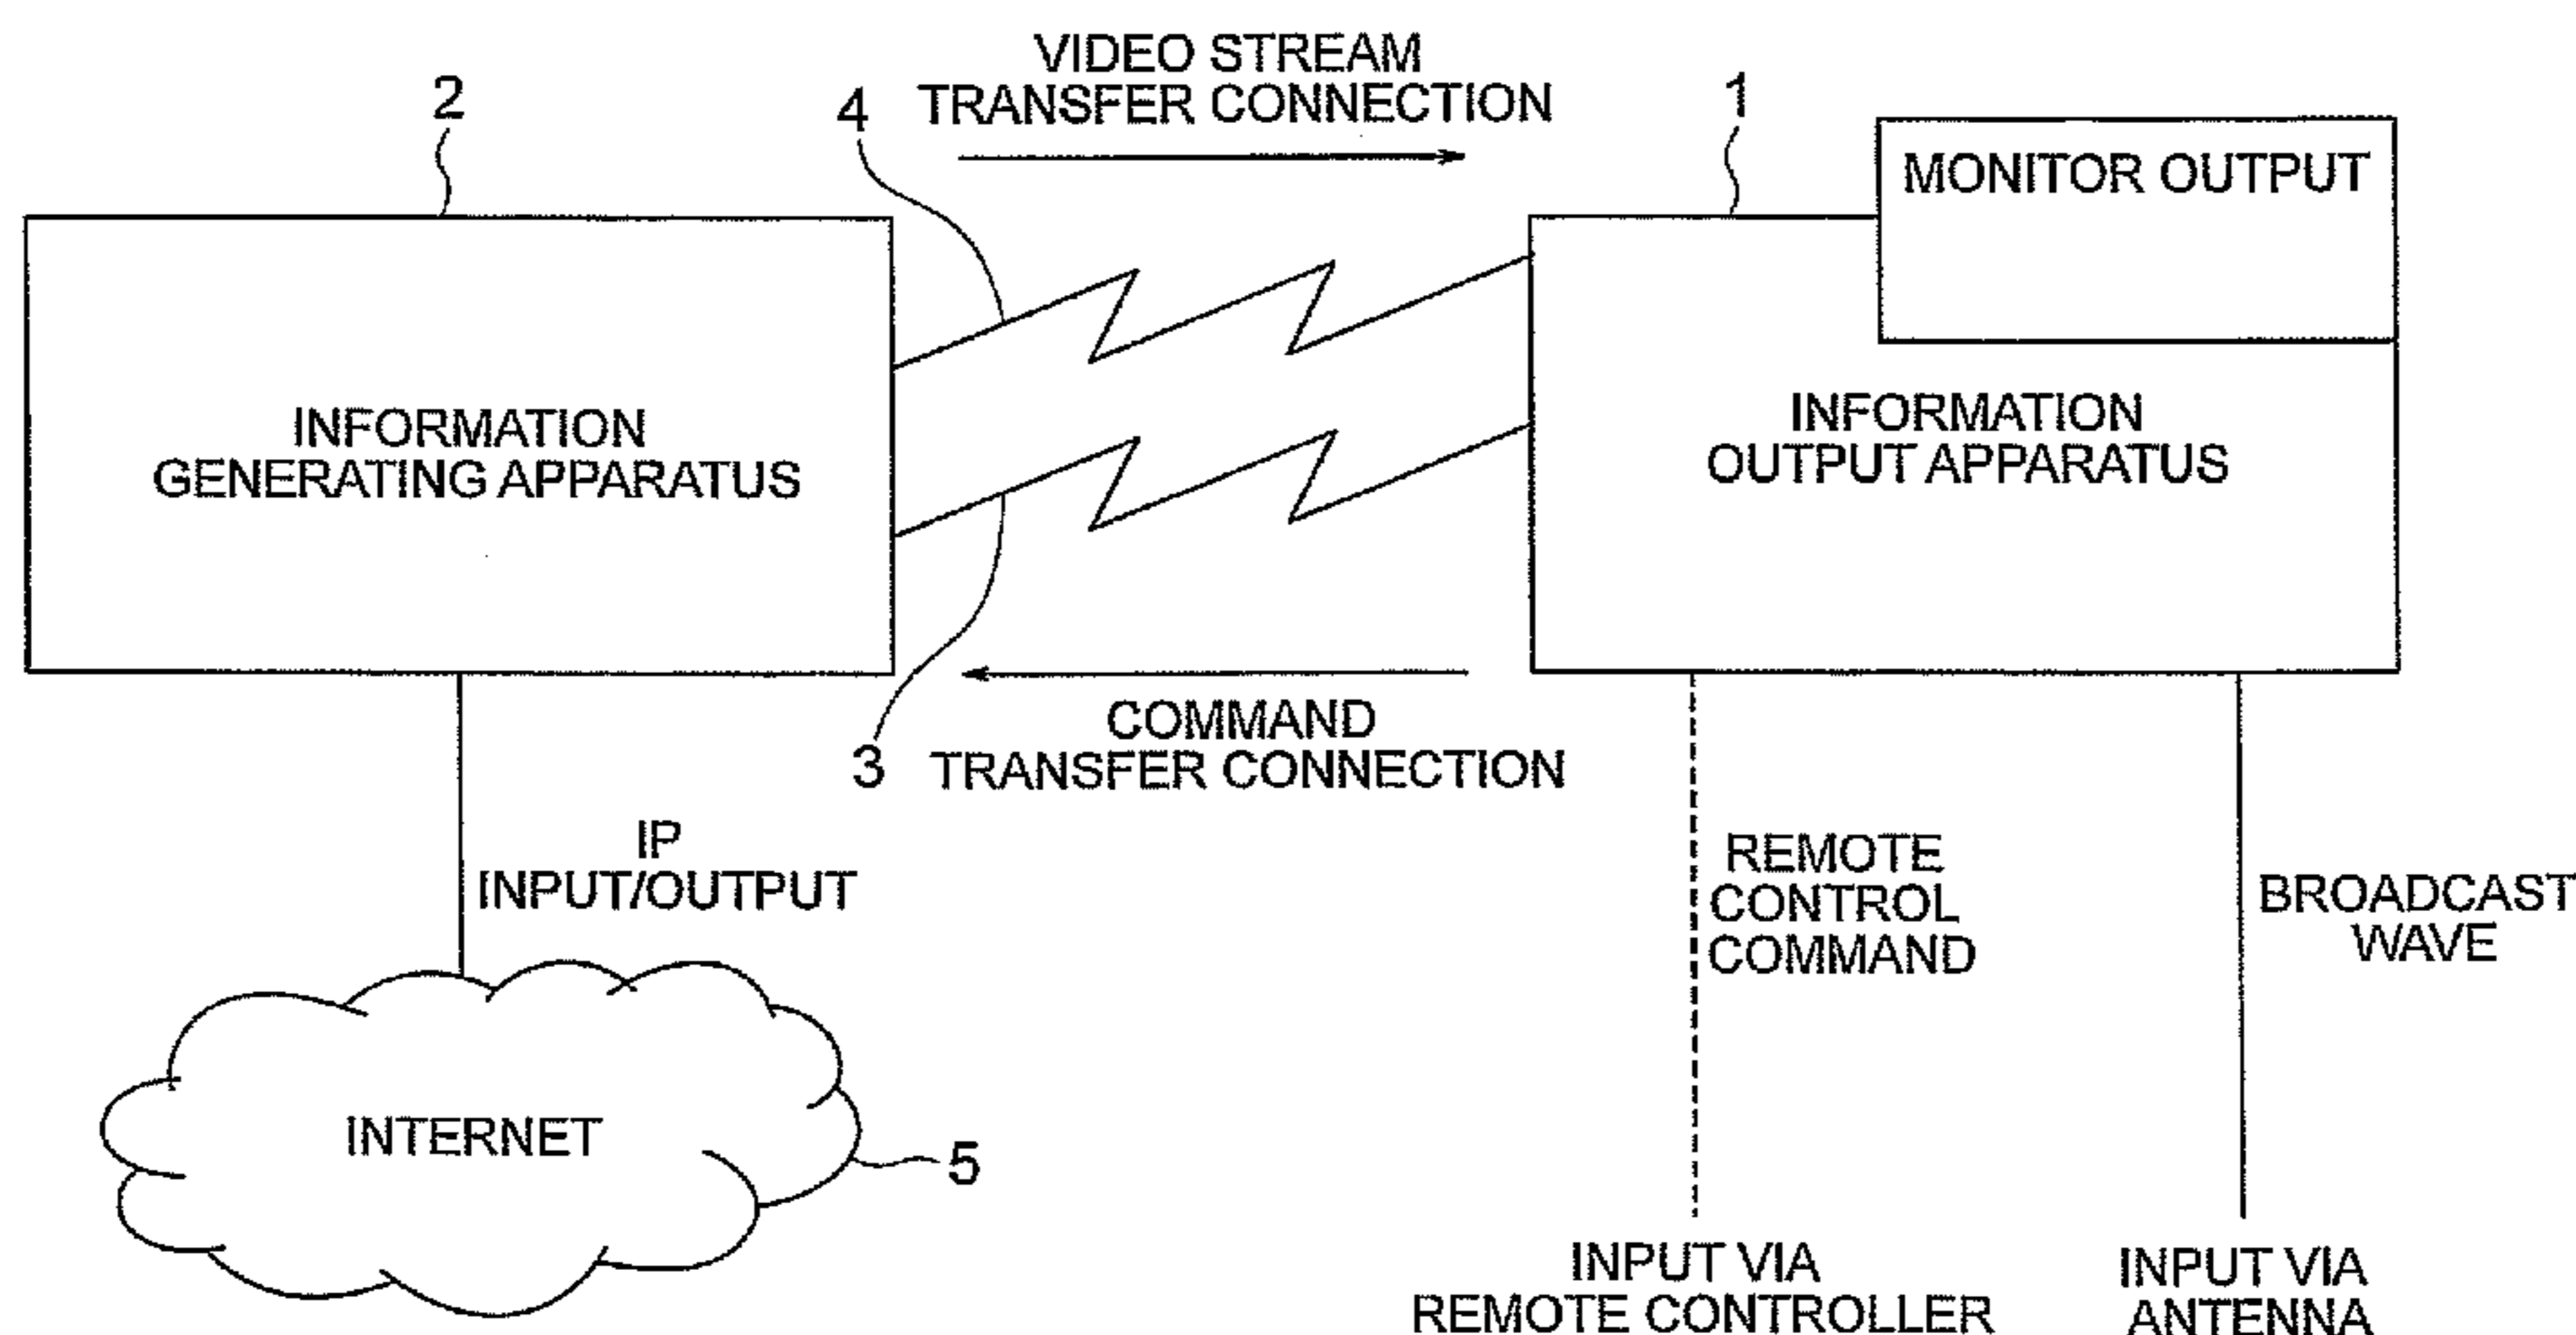 VIDEO STREAM
TRANSFER CONNECTION
2
4
1
MONITOR OUTPUT
INFORMATION
GENERATING APPARATUS
INFORMATION
OUTPUT APPARATUS
3
COMMAND
TRANSFER CONNECTION
IP
INPUT/OUTPUT
REMOTE
CONTROL
COMMAND
BROADCAST
WAVE
INTERNET
5
INPUT VIA
REMOTE CONTROLLER
INPUT VIA
ANTENNA